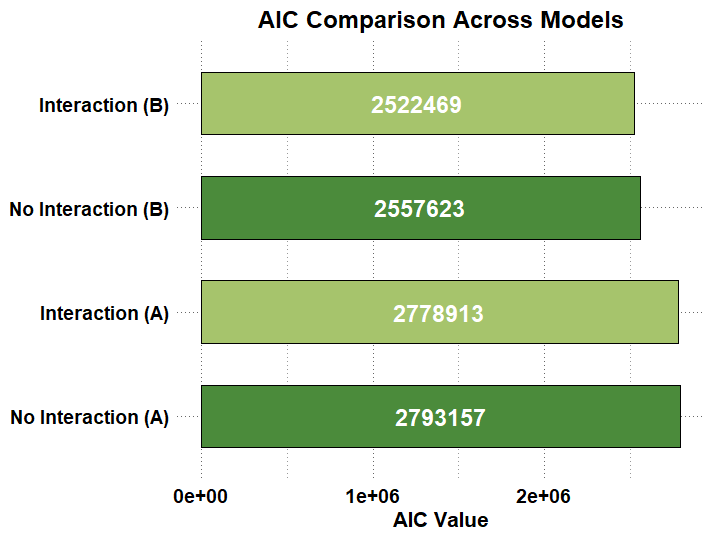 AIC Comparison Across Models
Interaction (B)
2522469
No Interaction (B)
2557623
Interaction (A)
2778913
No Interaction (A)
2793157
0e+00 1e+06 2e+06
AIC Value